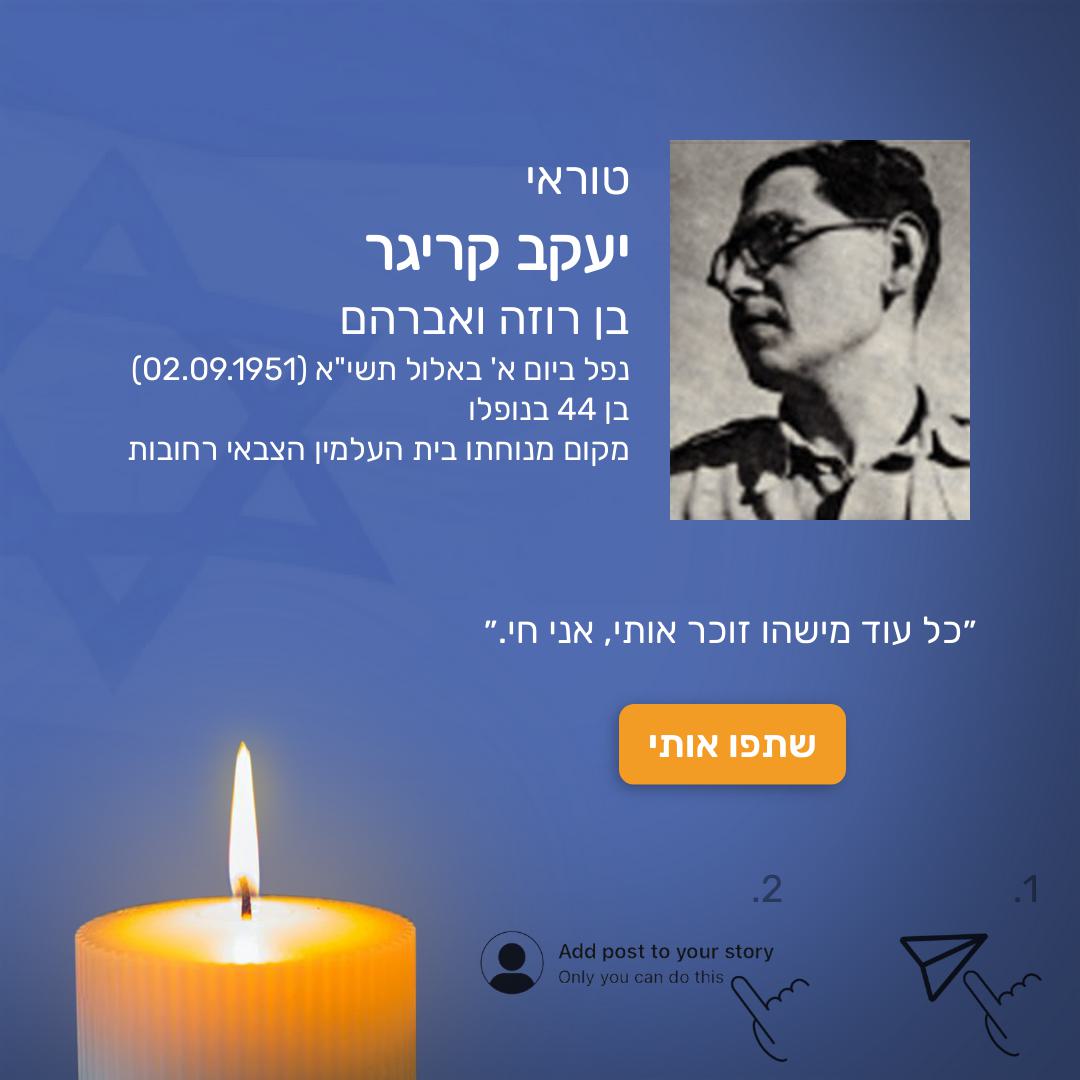 טוראי
יעקב קריגר
בן רוזה ואברהם
נפל ביום א' באלול תשי"א (02.09.1951)
בן 44 בנופלו
מקום מנוחתו בית העלמין הצבאי רחובות
״כל עוד מישהו זוכר אותי, אני חי.״
שתפו אותי
1.
2.
Add post to your story
Only you can do this